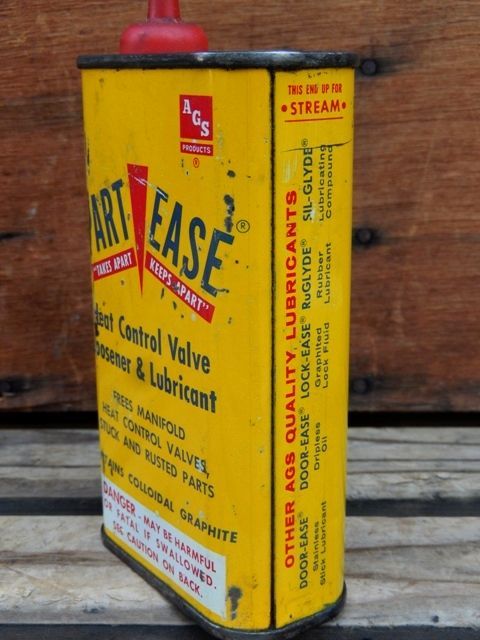 AGS
PRODUCTS
®
ART EASE®
"TAKES APART KEEPS APART"
Heat Control Valve
oosener & Lubricant
FREES MANIFOLD
HEAT CONTROL VALVES,
STUCK AND RUSTED PARTS
TAINS COLLOIDAL GRAPHITE
DANGER - MAY BE HARMFUL
OR FATAL IF SWALLOWED.
SEE CAUTION ON BACK.
THIS END UP FOR
•STREAM•
OTHER AGS QUALITY LUBRICANTS
DOOR-EASE® DOOR-EASE® LOCK-EASE® RuGLYDE® SIL-GLYDE®
Stainless Dripless Graphited Rubber Lubricating
Stick Lubricant Oil Lock Fluid Lubricant Compound